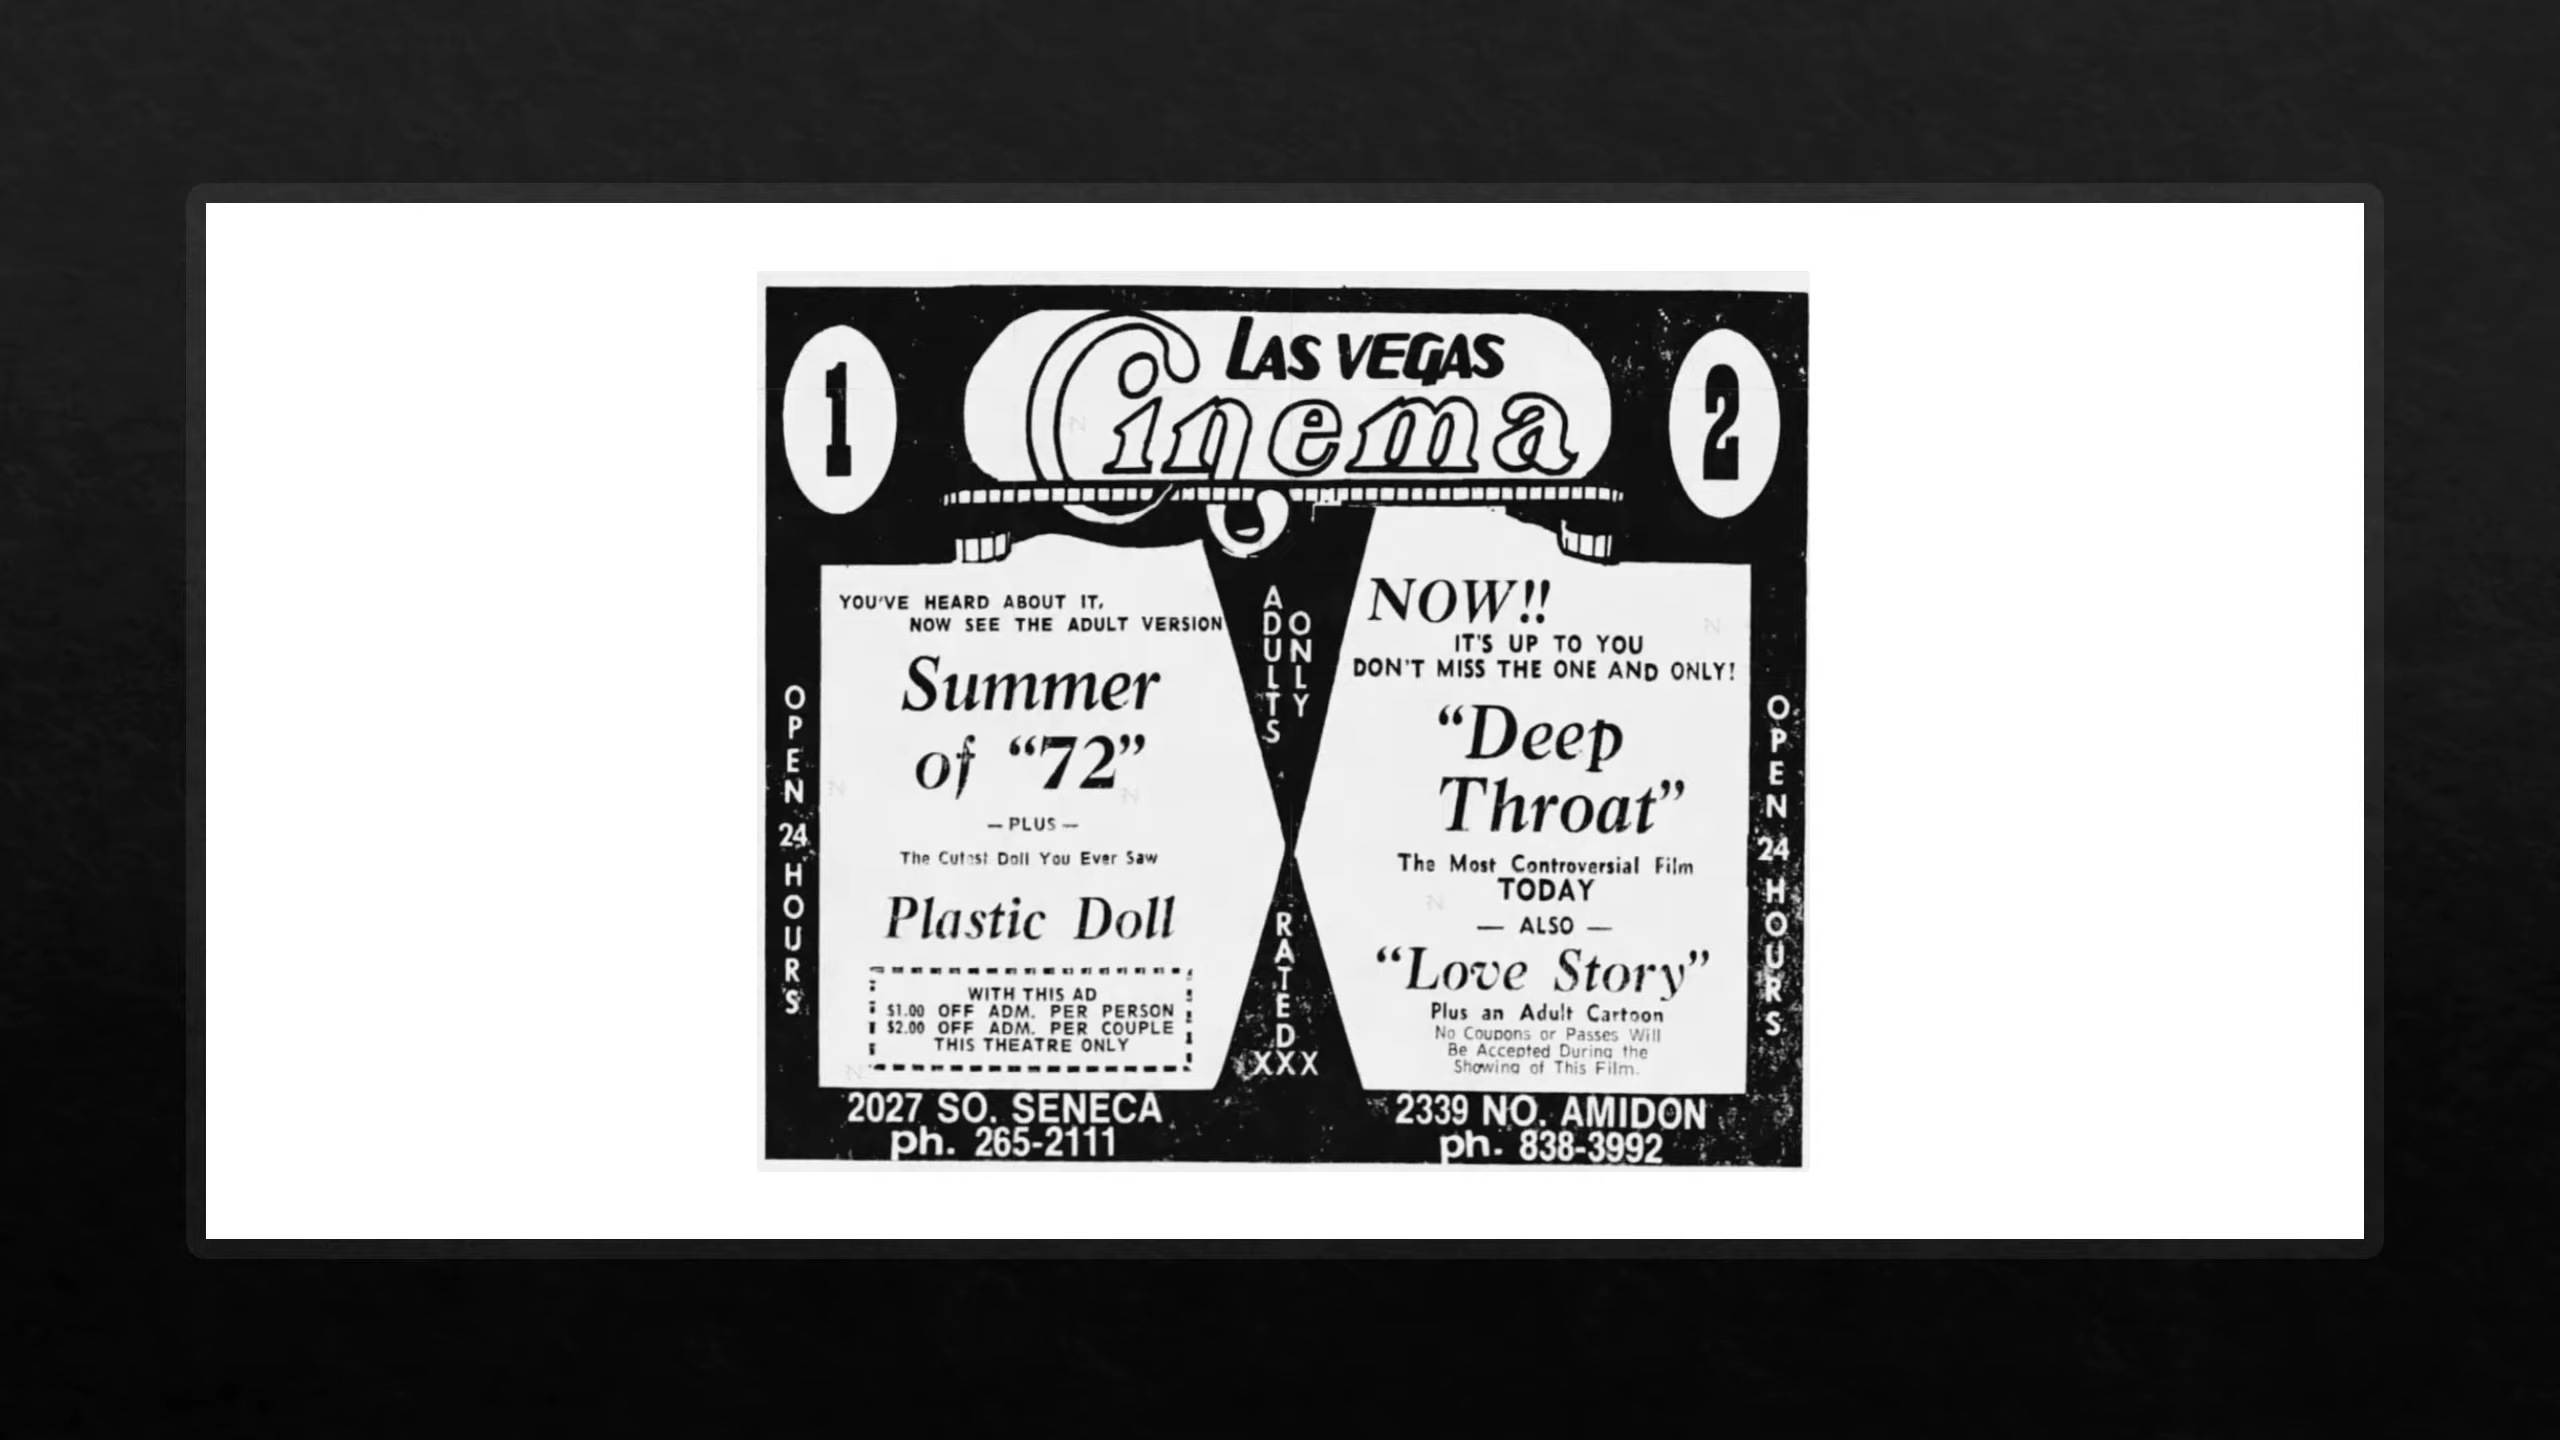 1
LAS VEGAS
Cinema
2
YOU'VE HEARD ABOUT IT,
NOW SEE THE ADULT VERSION
Summer
of “72”
— PLUS —
The Cutest Doll You Ever Saw
Plastic Doll
WITH THIS AD
$1.00 OFF ADM. PER PERSON
$2.00 OFF ADM. PER COUPLE
THIS THEATRE ONLY
OPEN 24 HOURS
2027 SO. SENECA
ph. 265-2111
ADULTS
ONLY
RATED
XXX
NOW!!
IT'S UP TO YOU
DON'T MISS THE ONE AND ONLY!
“Deep
Throat”
The Most Controversial Film
TODAY
— ALSO —
“Love Story”
Plus an Adult Cartoon
No Coupons or Passes Will
Be Accepted During the
Showing of This Film.
OPEN 24 HOURS
2339 NO. AMIDON
ph. 838-3992